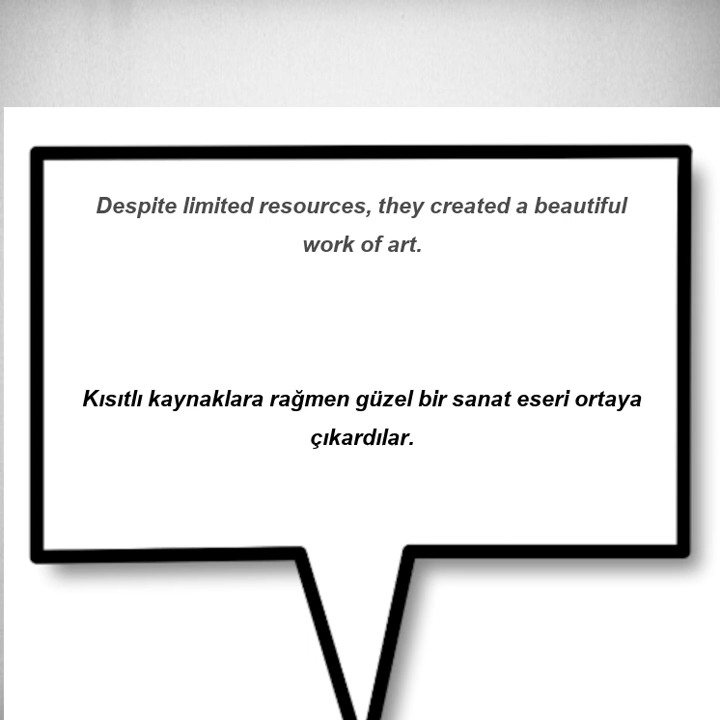 Despite limited resources, they created a beautiful
work of art.
Kısıtlı kaynaklara rağmen güzel bir sanat eseri ortaya
çıkardılar.